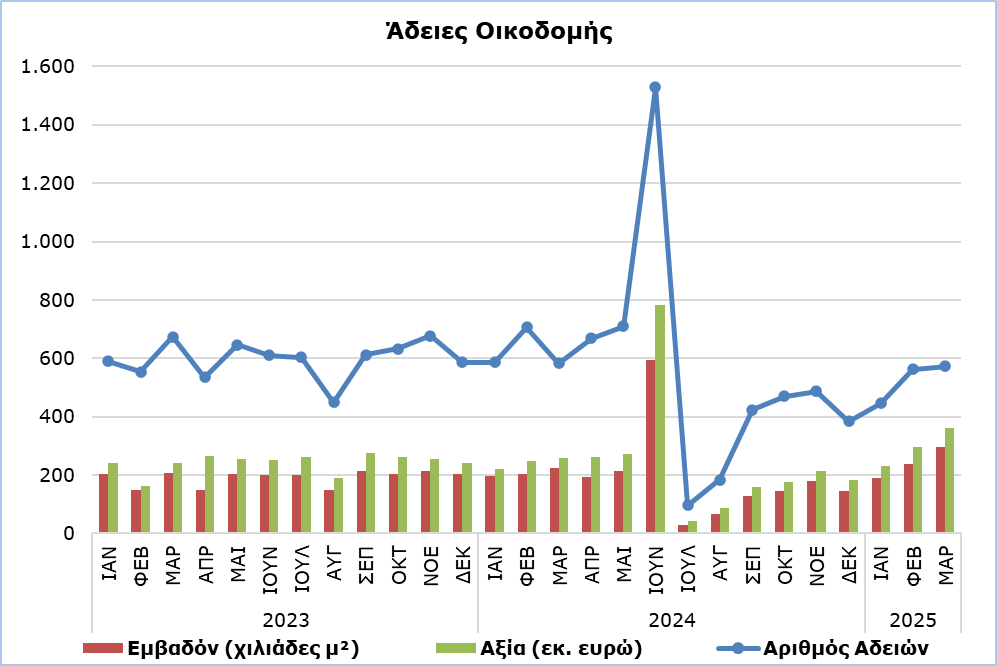 Άδειες Οικοδομής
1.600
1.400
1.200
1.000
800
600
400
200
0
ΙΑΝ ΦΕΒ ΜΑΡ ΑΠΡ ΜΑΙ ΙΟΥΝ ΙΟΥΛ ΑΥΓ ΣΕΠ ΟΚΤ ΝΟΕ ΔΕΚ ΙΑΝ ΦΕΒ ΜΑΡ ΑΠΡ ΜΑΙ ΙΟΥΝ ΙΟΥΛ ΑΥΓ ΣΕΠ ΟΚΤ ΝΟΕ ΔΕΚ ΙΑΝ ΦΕΒ ΜΑΡ
2023 2024 2025
Εμβαδόν (χιλιάδες μ²) Αξία (εκ. ευρώ) Αριθμός Αδειών